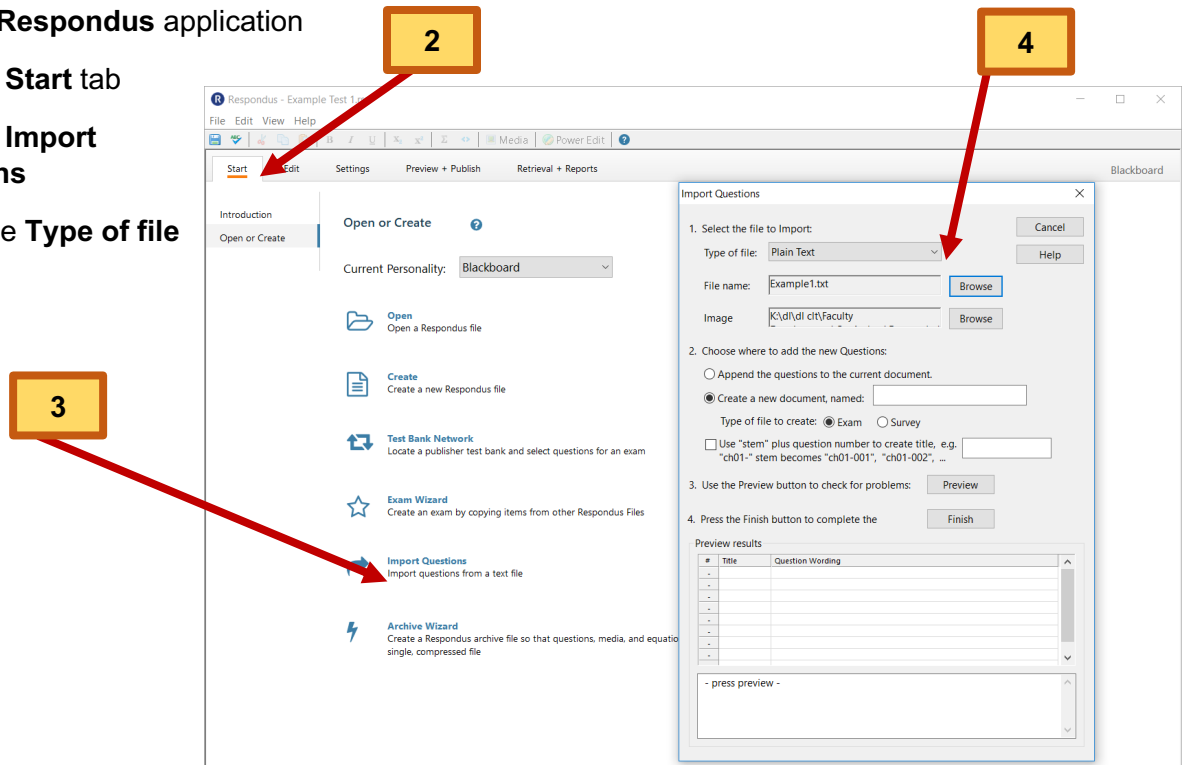 Respondus application
Start tab
Import
ns
e Type of file
2
4
3
R Respondus - Example Test 1.r
File Edit View Help
ABC B I U X₂ x² Σ <> Media Power Edit ?
Start Edit Settings Preview + Publish Retrieval + Reports Blackboard
Introduction
Open or Create
Open or Create ?
Current Personality: Blackboard
Open
Open a Respondus file
Create
Create a new Respondus file
Test Bank Network
Locate a publisher test bank and select questions for an exam
Exam Wizard
Create an exam by copying items from other Respondus Files
Import Questions
Import questions from a text file
Archive Wizard
Create a Respondus archive file so that questions, media, and equatio
single, compressed file
Import Questions
1. Select the file to Import: Cancel
Type of file: Plain Text Help
File name: Example1.txt Browse
Image K:\dl\dl clt\Faculty Browse
2. Choose where to add the new Questions:
Append the questions to the current document.
Create a new document, named:
Type of file to create: Exam Survey
Use "stem" plus question number to create title, e.g.
"ch01-" stem becomes "ch01-001", "ch01-002", ...
3. Use the Preview button to check for problems: Preview
4. Press the Finish button to complete the Finish
Preview results
# Title Question Wording
-
-
-
-
-
-
-
-
- press preview -